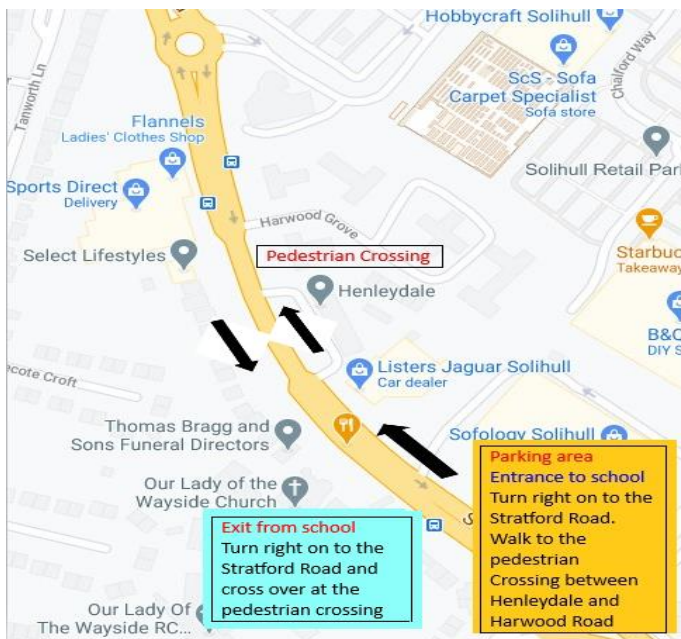 Hobbycraft Solihull
Chalford Way
Tanworth Ln
ScS - Sofa
Carpet Specialist
Sofa store
Flannels
Ladies' Clothes Shop
Solihull Retail Park
Sports Direct
Delivery
Harwood Grove
Select Lifestyles
Pedestrian Crossing
Starbuc
Takeaway
Henleydale
B&Q
DIY S
ecote Croft
Listers Jaguar Solihull
Car dealer
Thomas Bragg and
Sons Funeral Directors
Sofology Solihull
Our Lady of the
Wayside Church
Parking area
Entrance to school
Turn right on to the
Stratford Road.
Walk to the
pedestrian
Crossing between
Henleydale and
Harwood Road
Exit from school
Turn right on to the
Stratford Road and
cross over at the
pedestrian crossing
S
Our Lady Of
The Wayside RC...